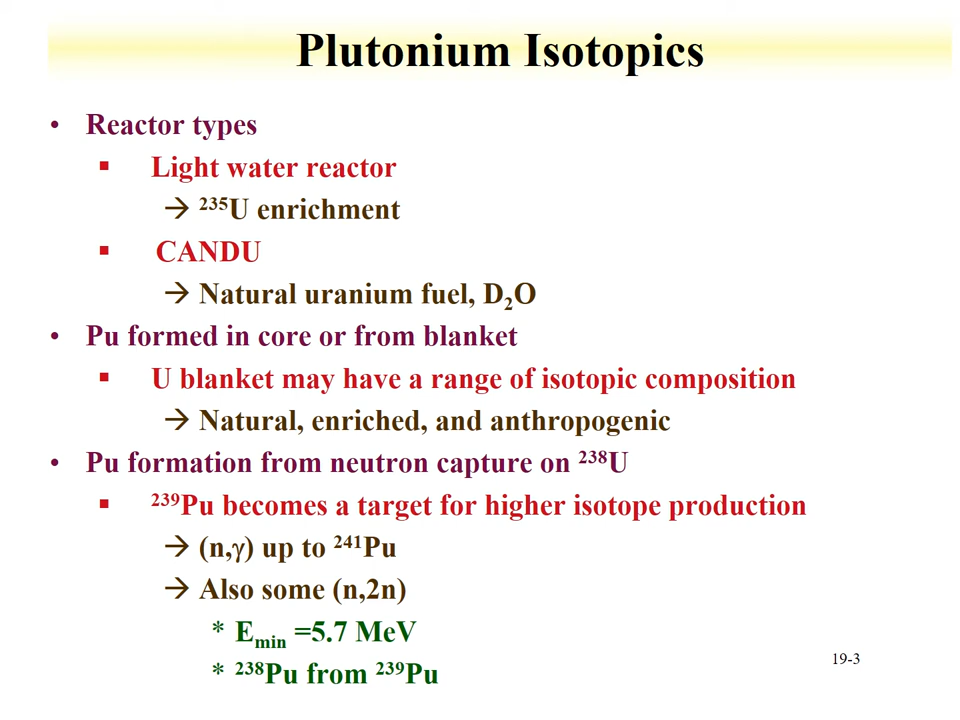 Plutonium Isotopics
• Reactor types
▪ Light water reactor
→ ²³⁵U enrichment
▪ CANDU
→ Natural uranium fuel, D₂O
• Pu formed in core or from blanket
▪ U blanket may have a range of isotopic composition
→ Natural, enriched, and anthropogenic
• Pu formation from neutron capture on ²³⁸U
▪ ²³⁹Pu becomes a target for higher isotope production
→ (n,γ) up to ²⁴¹Pu
→ Also some (n,2n)
* Emin =5.7 MeV
* ²³⁸Pu from ²³⁹Pu
19-3